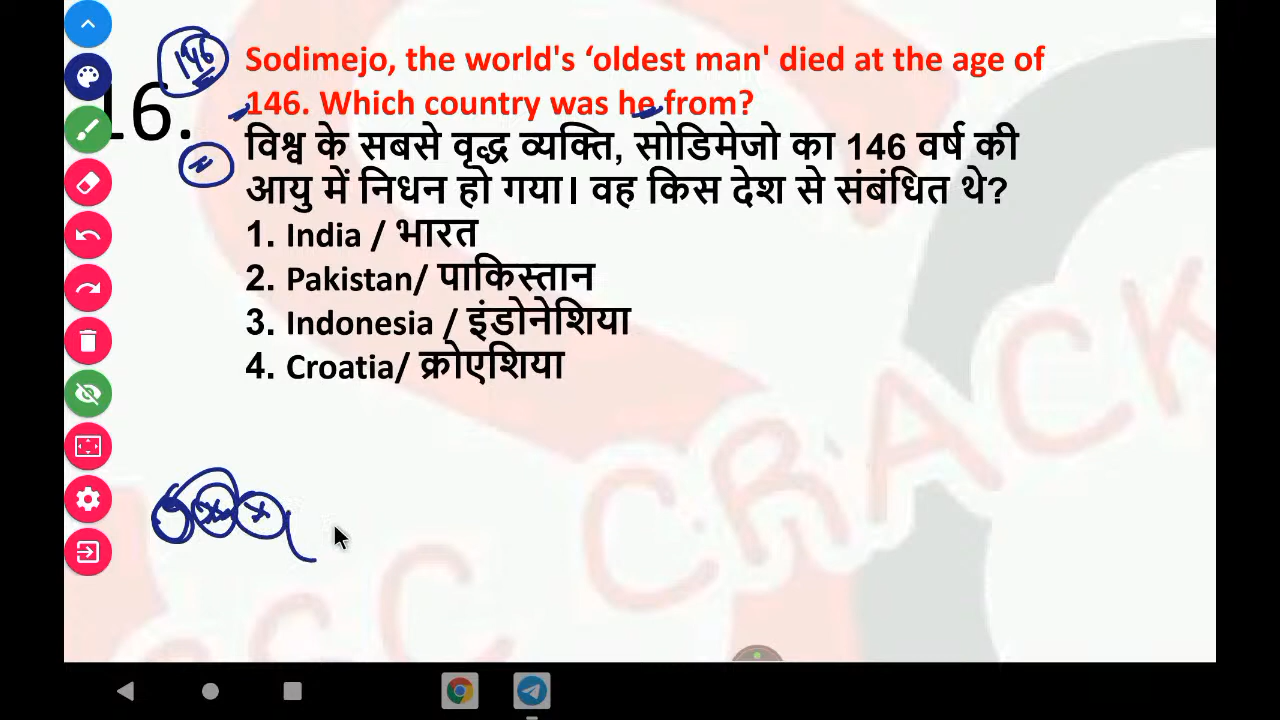 146
Sodimejo, the world's ‘oldest man' died at the age of
16.
146. Which country was he from?
विश्व के सबसे वृद्ध व्यक्ति, सोडिमेजो का 146 वर्ष की
आयु में निधन हो गया। वह किस देश से संबंधित थे?
1. India / भारत
2. Pakistan/ पाकिस्तान
3. Indonesia / इंडोनेशिया
4. Croatia/ क्रोएशिया
SSC CRACK